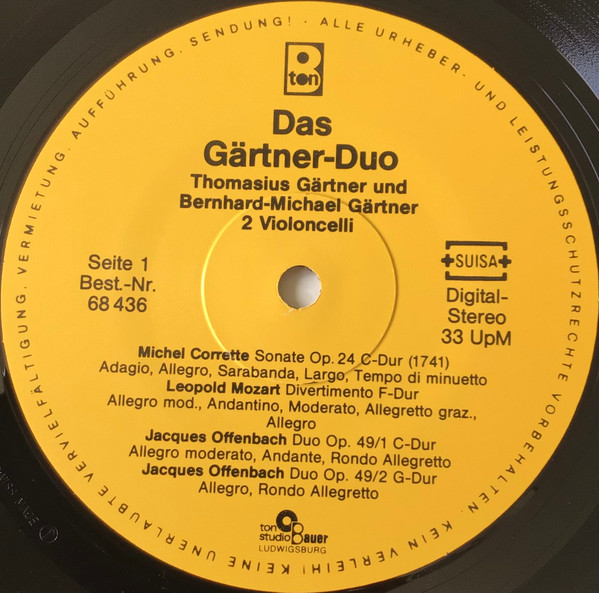 ALLE URHEBER- UND LEISTUNGSSCHUTZRECHTE VORBEHALTEN. KEIN VERLEIH! KEINE UNERLAUBTE VERVIELFÄLTIGUNG. VERMIETUNG. AUFFÜHRUNG. SENDUNG!
B
ton
Das
Gärtner-Duo
Thomasius Gärtner und
Bernhard-Michael Gärtner
2 Violoncelli
Seite 1
Best.-Nr.
68 436
SUISA
Digital-
Stereo
33 UpM
Michel Corrette Sonate Op. 24 C-Dur (1741)
Adagio, Allegro, Sarabanda, Largo, Tempo di minuetto
Leopold Mozart Divertimento F-Dur
Allegro mod., Andantino, Moderato, Allegretto graz.,
Allegro
Jacques Offenbach Duo Op. 49/1 C-Dur
Allegro moderato, Andante, Rondo Allegretto
Jacques Offenbach Duo Op. 49/2 G-Dur
Allegro, Rondo Allegretto
ton
studio Bauer
LUDWIGSBURG